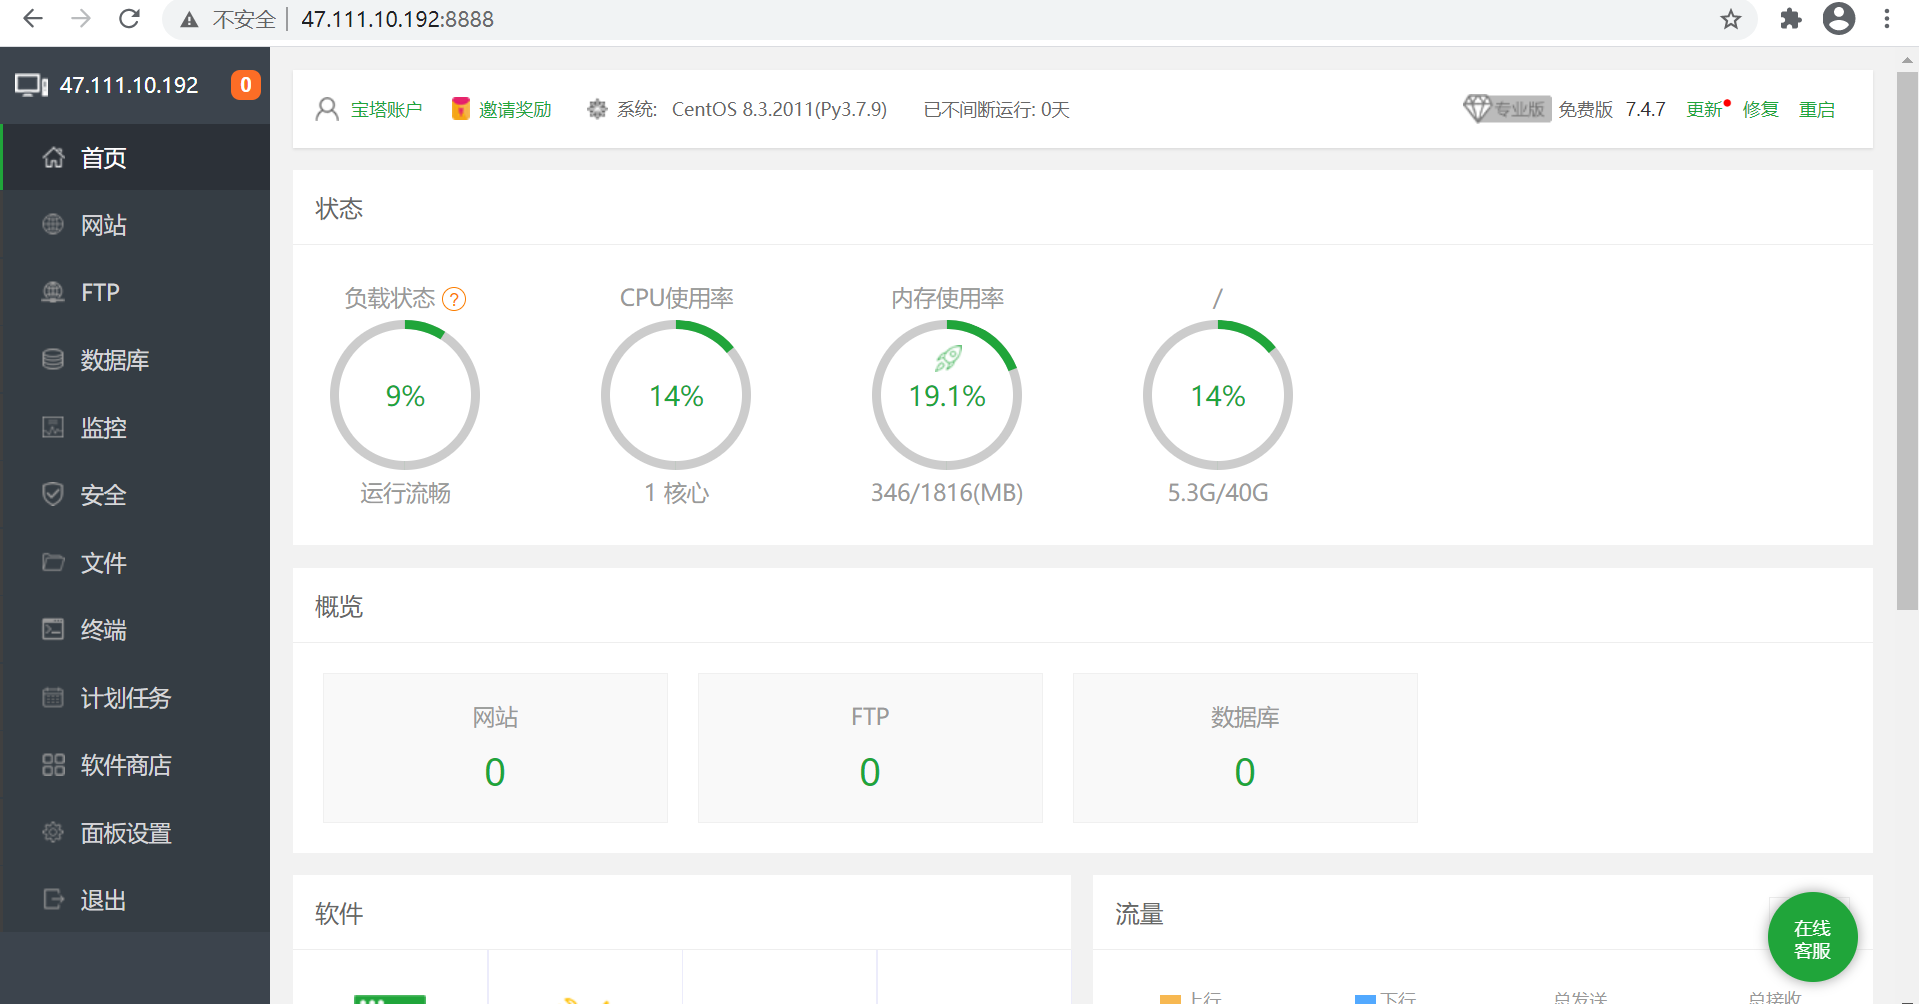 不安全 | 47.111.10.192:8888
47.111.10.192 0
首页
网站
FTP
数据库
监控
安全
文件
终端
计划任务
软件商店
面板设置
退出
宝塔账户 邀请奖励 系统: CentOS 8.3.2011(Py3.7.9) 已不间断运行: 0天 专业版 免费版 7.4.7 更新 修复 重启
状态
负载状态 ? CPU使用率 内存使用率 /
9% 14% 19.1% 14%
运行流畅 1 核心 346/1816(MB) 5.3G/40G
概览
网站 FTP 数据库
0 0 0
软件 流量
在线
客服
上行 下行 总发送 总接收